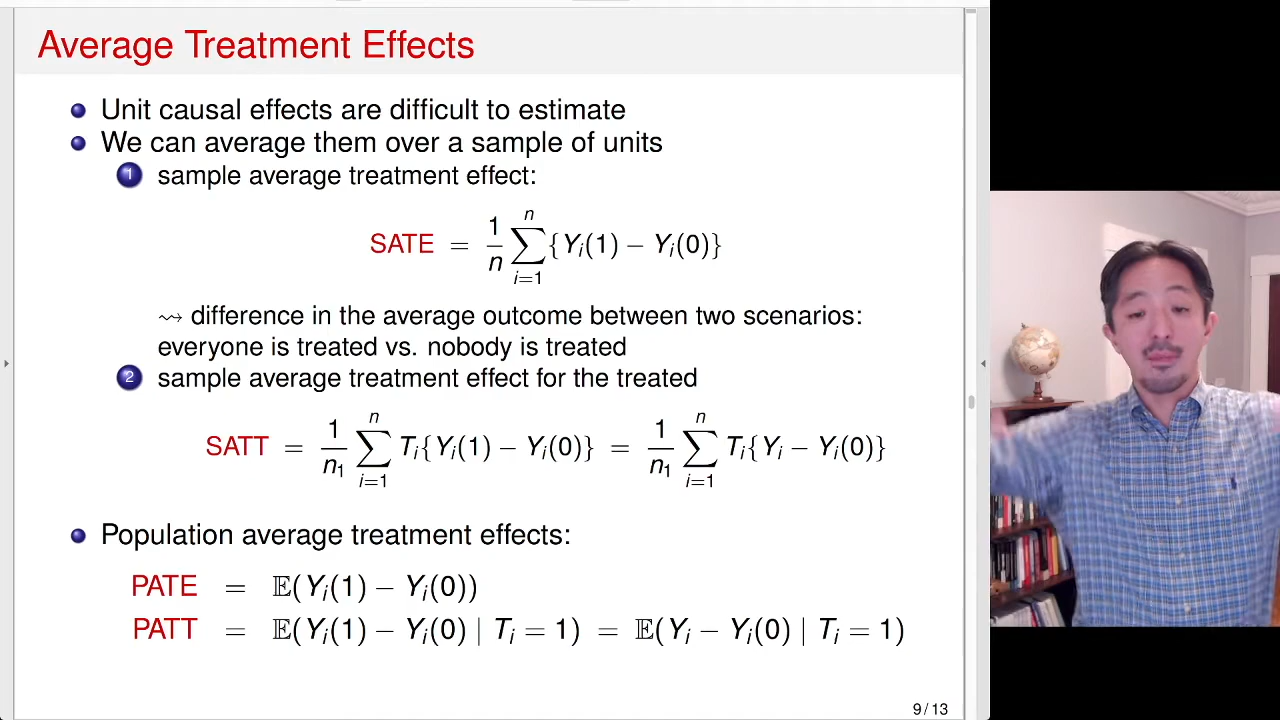 Average Treatment Effects
Unit causal effects are difficult to estimate
We can average them over a sample of units
1 sample average treatment effect:
SATE = 1/n ∑_{i=1}^{n} {Y_i(1) − Y_i(0)}
⇝ difference in the average outcome between two scenarios:
everyone is treated vs. nobody is treated
2 sample average treatment effect for the treated
SATT = 1/n_1 ∑_{i=1}^{n} T_i{Y_i(1) − Y_i(0)} = 1/n_1 ∑_{i=1}^{n} T_i{Y_i − Y_i(0)}
Population average treatment effects:
PATE = 𝔼(Y_i(1) − Y_i(0))
PATT = 𝔼(Y_i(1) − Y_i(0) | T_i = 1) = 𝔼(Y_i − Y_i(0) | T_i = 1)
9 / 13